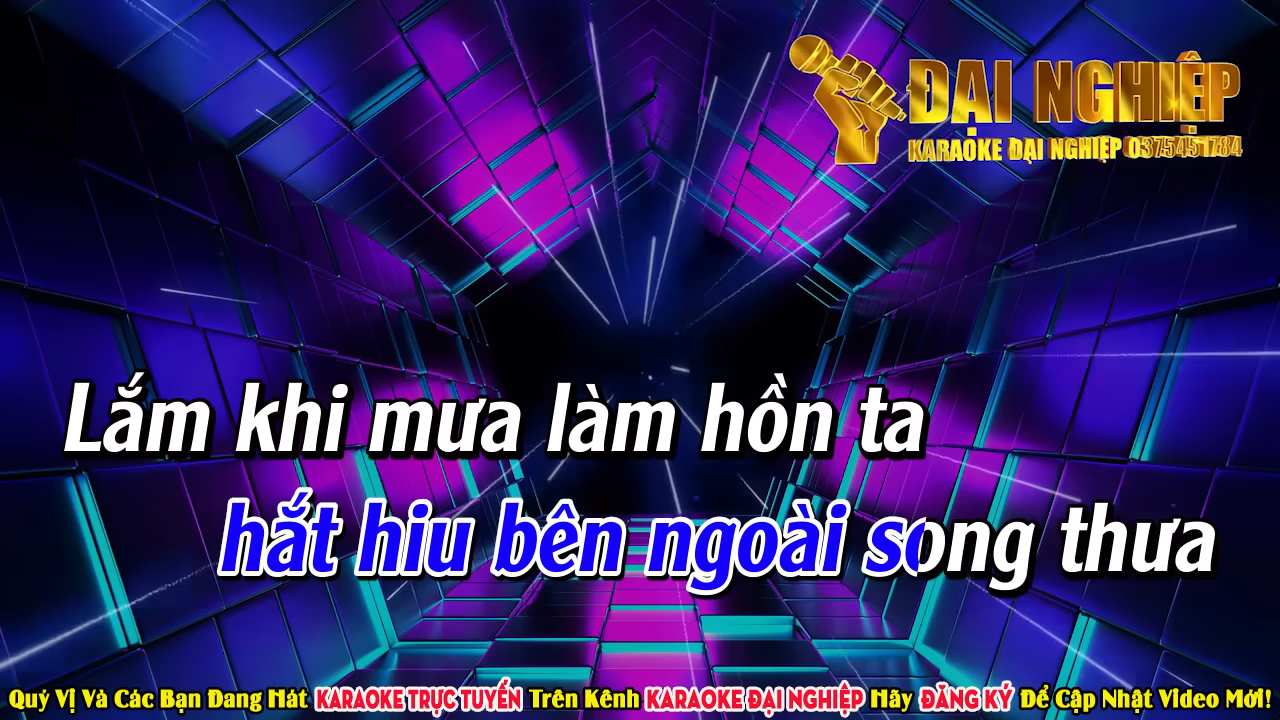 ĐẠI NGHIỆP
KARAOKE ĐẠI NGHIỆP 0375451784
Lắm khi mưa làm hồn ta
hắt hiu bên ngoài song thưa
Quý Vị Và Các Bạn Đang Hát KARAOKE TRỰC TUYẾN Trên Kênh KARAOKE ĐẠI NGHIỆP Hãy ĐĂNG KÝ Để Cập Nhật Video Mới!